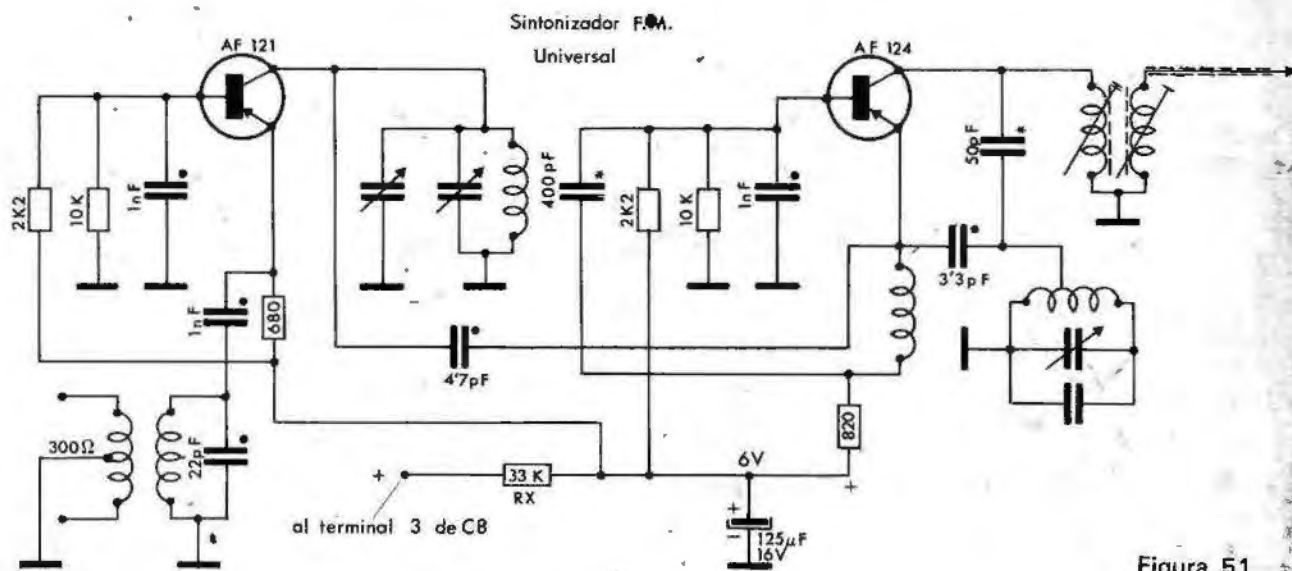 Sintonizador F.M.
Universal
AF 121
AF 124
2K2
10 K
1nF
1nF
680
22pF
300Ω
4'7pF
400pF
*
2K2
10 K
1nF
50pF
*
3'3pF
820
6V
+
33 K
RX
+
al terminal 3 de CB
+
-
125µF
16V
Figura 51